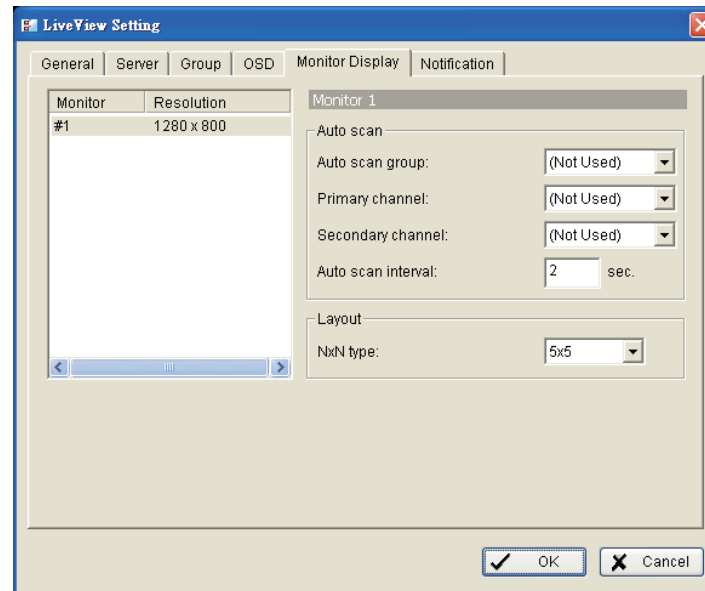 LiveView Setting
General Server Group OSD Monitor Display Notification
Monitor Resolution
#1 1280 x 800
Monitor 1
Auto scan
Auto scan group: (Not Used)
Primary channel: (Not Used)
Secondary channel: (Not Used)
Auto scan interval: 2 sec.
Layout
NxN type: 5x5
OK Cancel